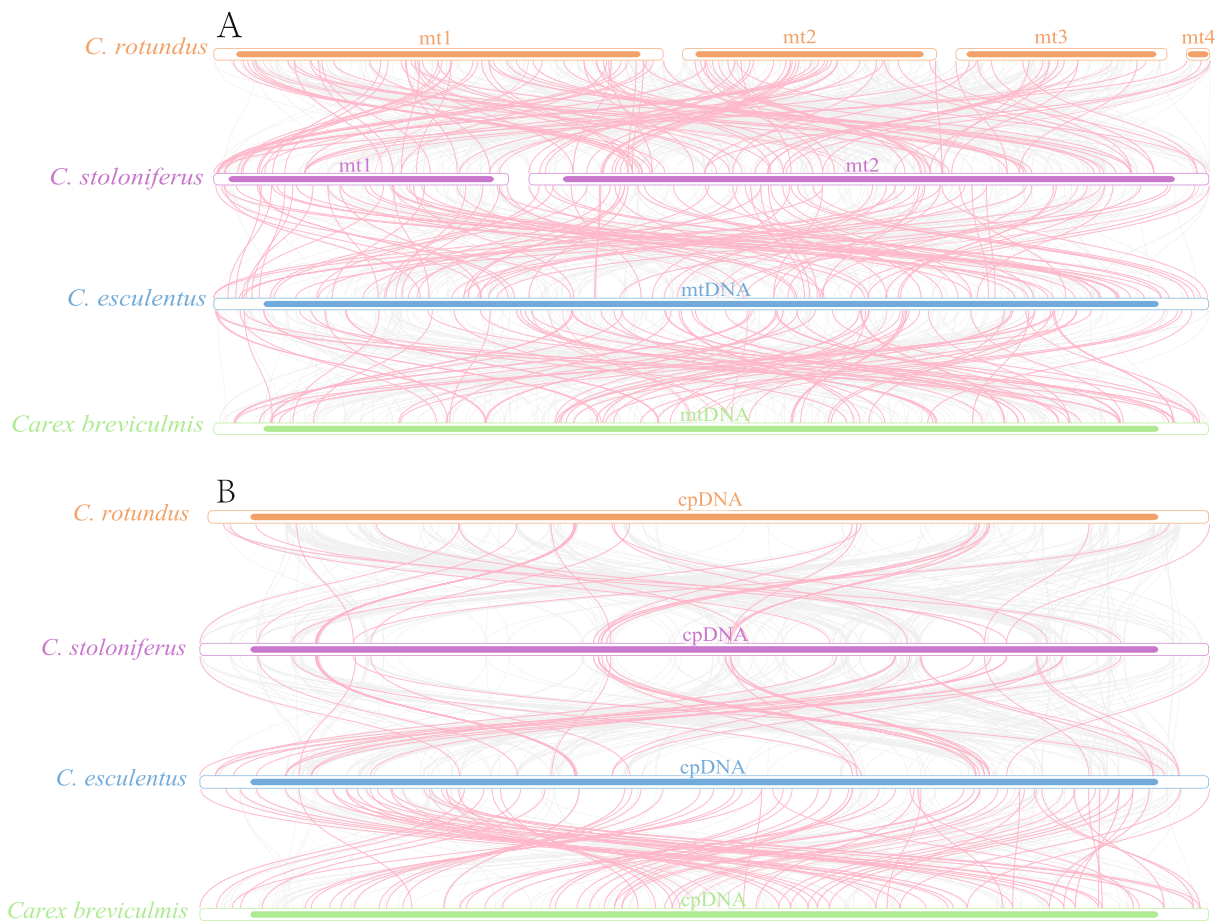 A
C. rotundus mt1 mt2 mt3 mt4
C. stoloniferus mt1 mt2
C. esculentus mtDNA
Carex breviculmis mtDNA
B
C. rotundus cpDNA
C. stoloniferus cpDNA
C. esculentus cpDNA
Carex breviculmis cpDNA